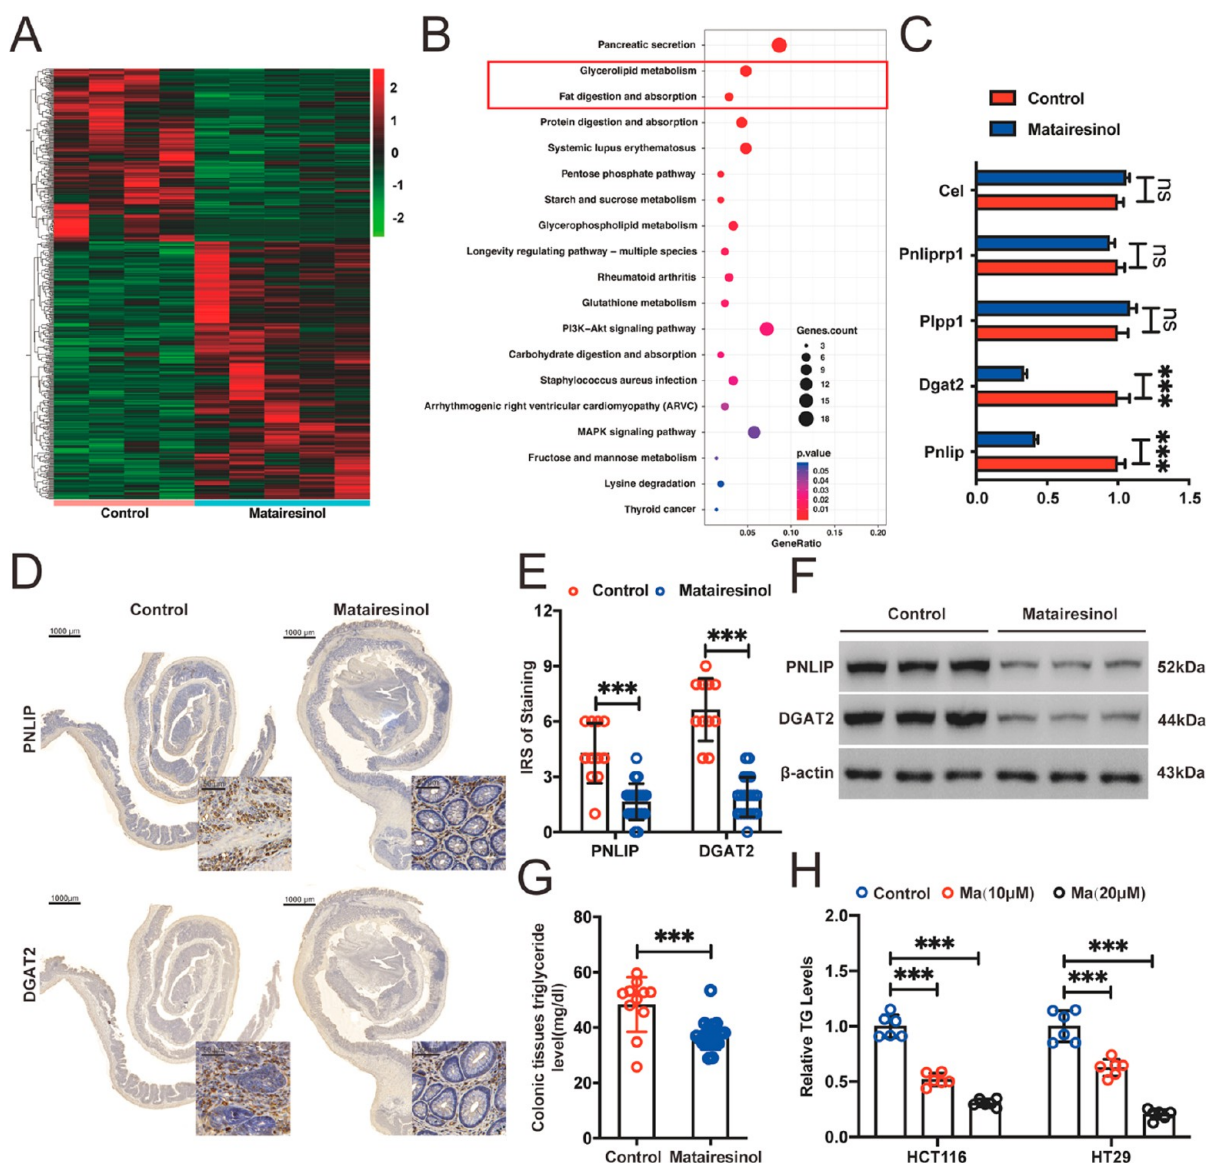 A
2
1
0
-1
-2
Control Matairesinol
B
Pancreatic secretion
Glycerolipid metabolism
Fat digestion and absorption
Protein digestion and absorption
Systemic lupus erythematosus
Pentose phosphate pathway
Starch and sucrose metabolism
Glycerophospholipid metabolism
Longevity regulating pathway – multiple species
Rheumatoid arthritis
Glutathione metabolism
PI3K–Akt signaling pathway
Carbohydrate digestion and absorption
Staphylococcus aureus infection
Arrhythmogenic right ventricular cardiomyopathy (ARVC)
MAPK signaling pathway
Fructose and mannose metabolism
Lysine degradation
Thyroid cancer
Genes.count
3
6
9
12
15
18
p.value
0.05
0.04
0.03
0.02
0.01
0.05 0.10 0.15 0.20
GeneRatio
C
Control
Matairesinol
Cel ns
Pnliprp1 ns
Plpp1 ns
Dgat2 ***
Pnlip ***
0.0 0.5 1.0 1.5
D
Control Matairesinol
1000 µm 1000 µm
PNLIP
1000µm 1000 µm
DGAT2
E
Control Matairesinol
IRS of Staining
12
9
6
3
0
*** ***
PNLIP DGAT2
F
Control Matairesinol
PNLIP 52kDa
DGAT2 44kDa
β-actin 43kDa
G
Colonic tissues triglyceride
level(mg/dl)
80
60
40
20
0
***
Control Matairesinol
H
Control Ma(10µM) Ma(20µM)
Relative TG Levels
2.0
1.5
1.0
0.5
0.0
*** ***
*** ***
HCT116 HT29